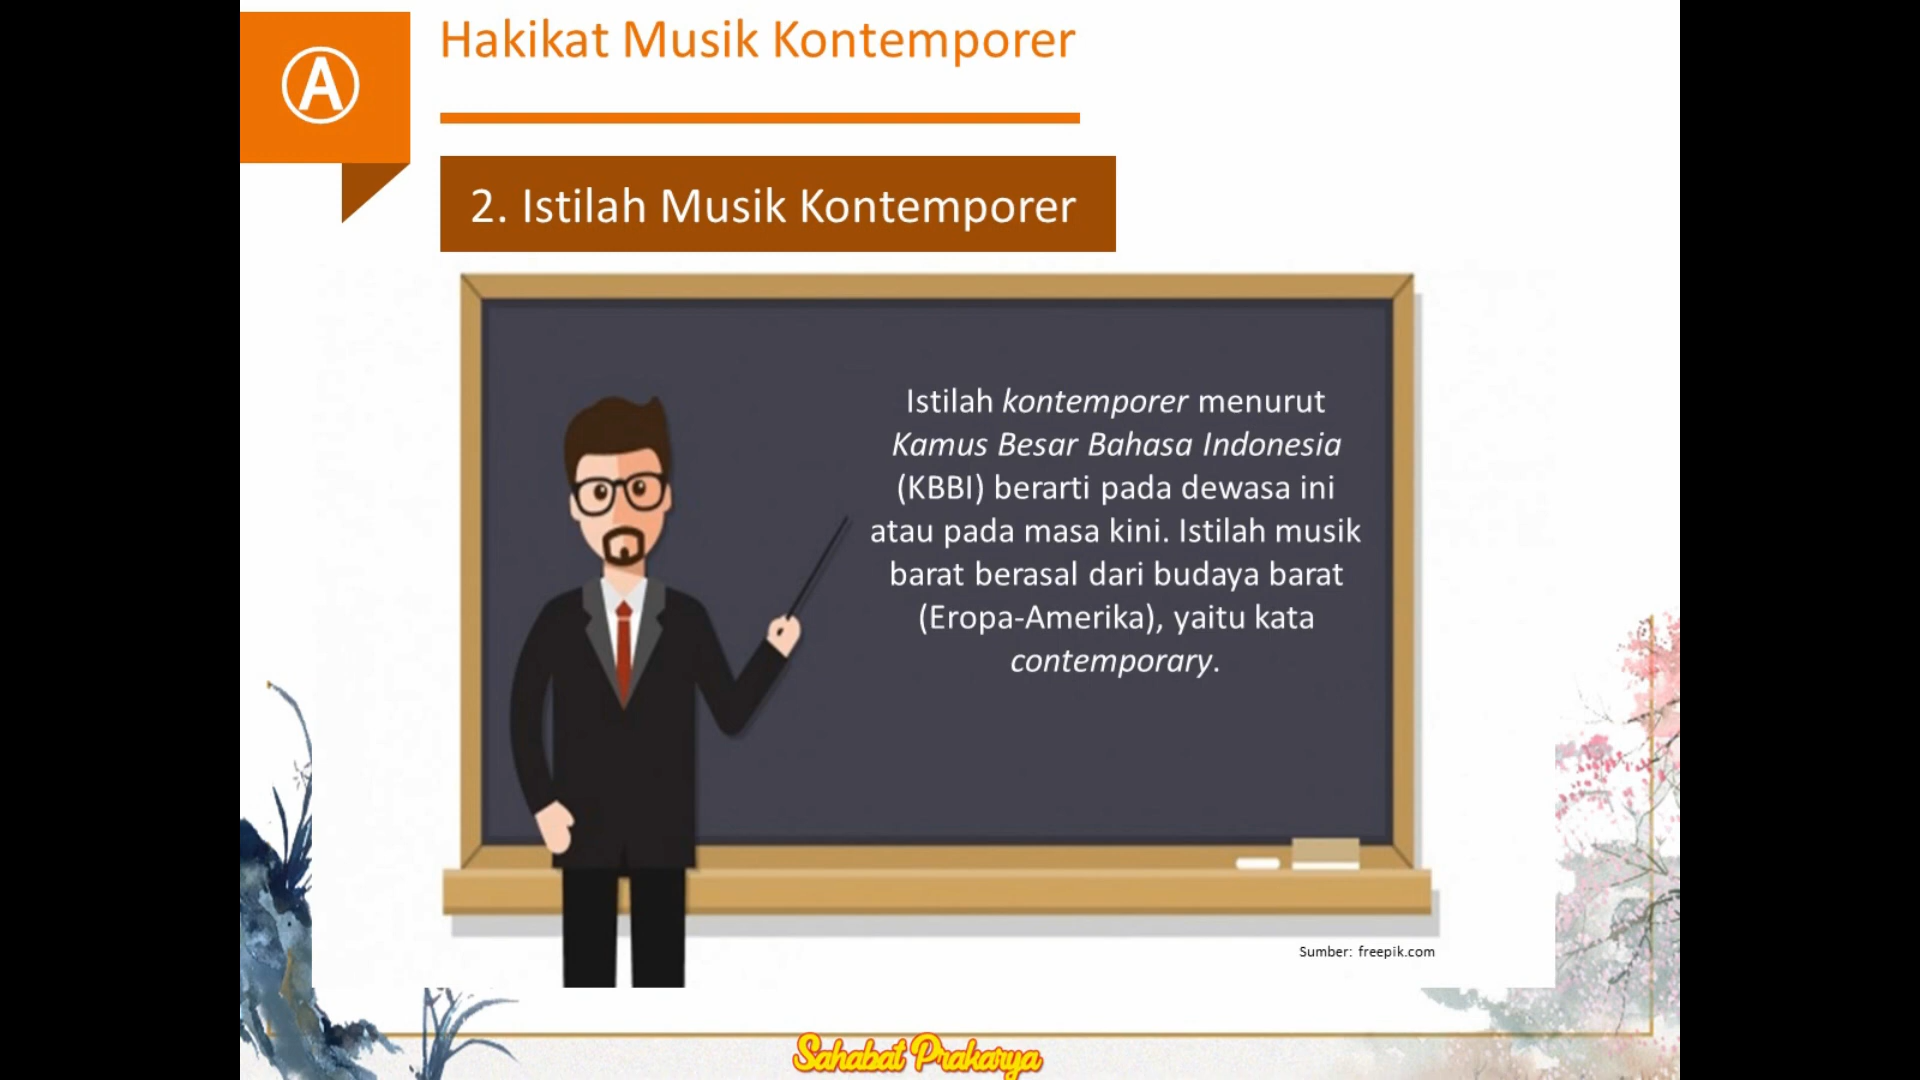 A
Hakikat Musik Kontemporer
2. Istilah Musik Kontemporer
Istilah kontemporer menurut
Kamus Besar Bahasa Indonesia
(KBBI) berarti pada dewasa ini
atau pada masa kini. Istilah musik
barat berasal dari budaya barat
(Eropa-Amerika), yaitu kata
contemporary.
Sumber: freepik.com
Sahabat Prakarya